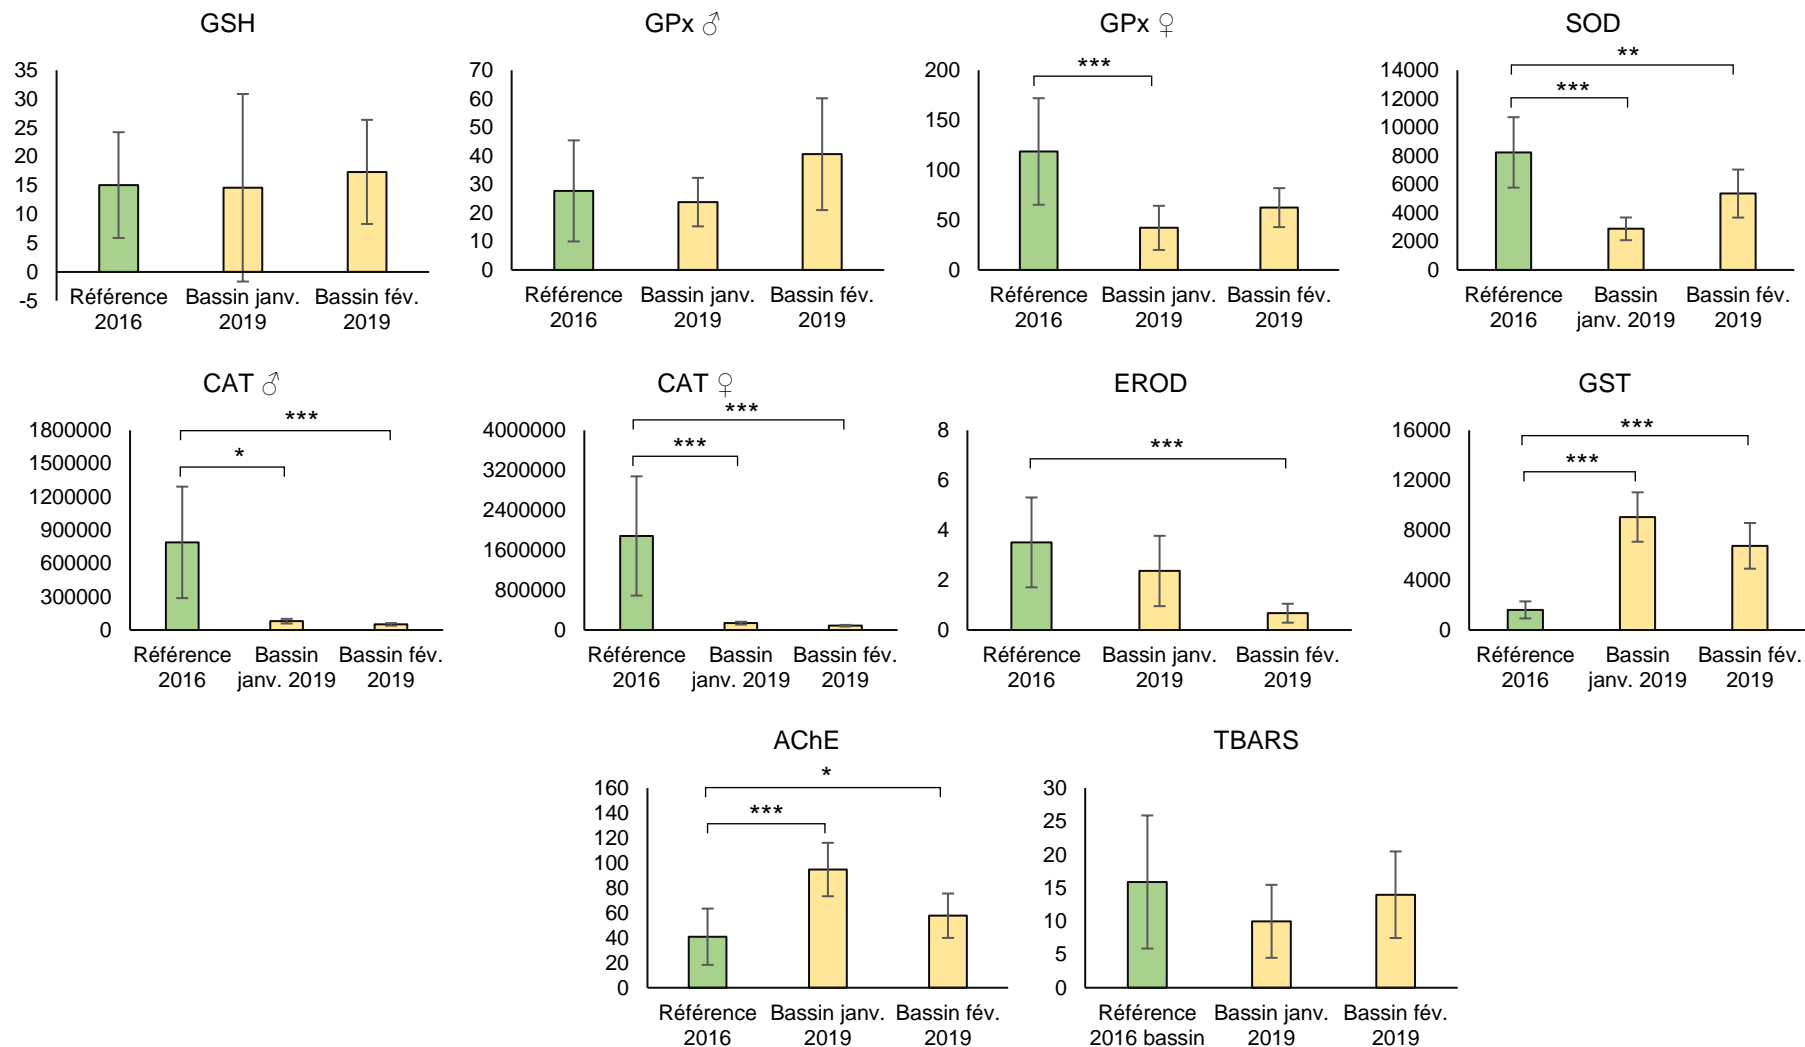 GSH
35
30
25
20
15
10
5
0
-5
Référence 2016
Bassin janv. 2019
Bassin fév. 2019
GPx ♂
70
60
50
40
30
20
10
0
Référence 2016
Bassin janv. 2019
Bassin fév. 2019
GPx ♀
***
200
150
100
50
0
Référence 2016
Bassin janv. 2019
Bassin fév. 2019
SOD
**
***
14000
12000
10000
8000
6000
4000
2000
0
Référence 2016
Bassin janv. 2019
Bassin fév. 2019
CAT ♂
***
*
1800000
1500000
1200000
900000
600000
300000
0
Référence 2016
Bassin janv. 2019
Bassin fév. 2019
CAT ♀
***
***
4000000
3200000
2400000
1600000
800000
0
Référence 2016
Bassin janv. 2019
Bassin fév. 2019
EROD
***
8
6
4
2
0
Référence 2016
Bassin janv. 2019
Bassin fév. 2019
GST
***
***
16000
12000
8000
4000
0
Référence 2016
Bassin janv. 2019
Bassin fév. 2019
AChE
*
***
160
140
120
100
80
60
40
20
0
Référence 2016
Bassin janv. 2019
Bassin fév. 2019
TBARS
30
25
20
15
10
5
0
Référence 2016 bassin
Bassin janv. 2019
Bassin fév. 2019